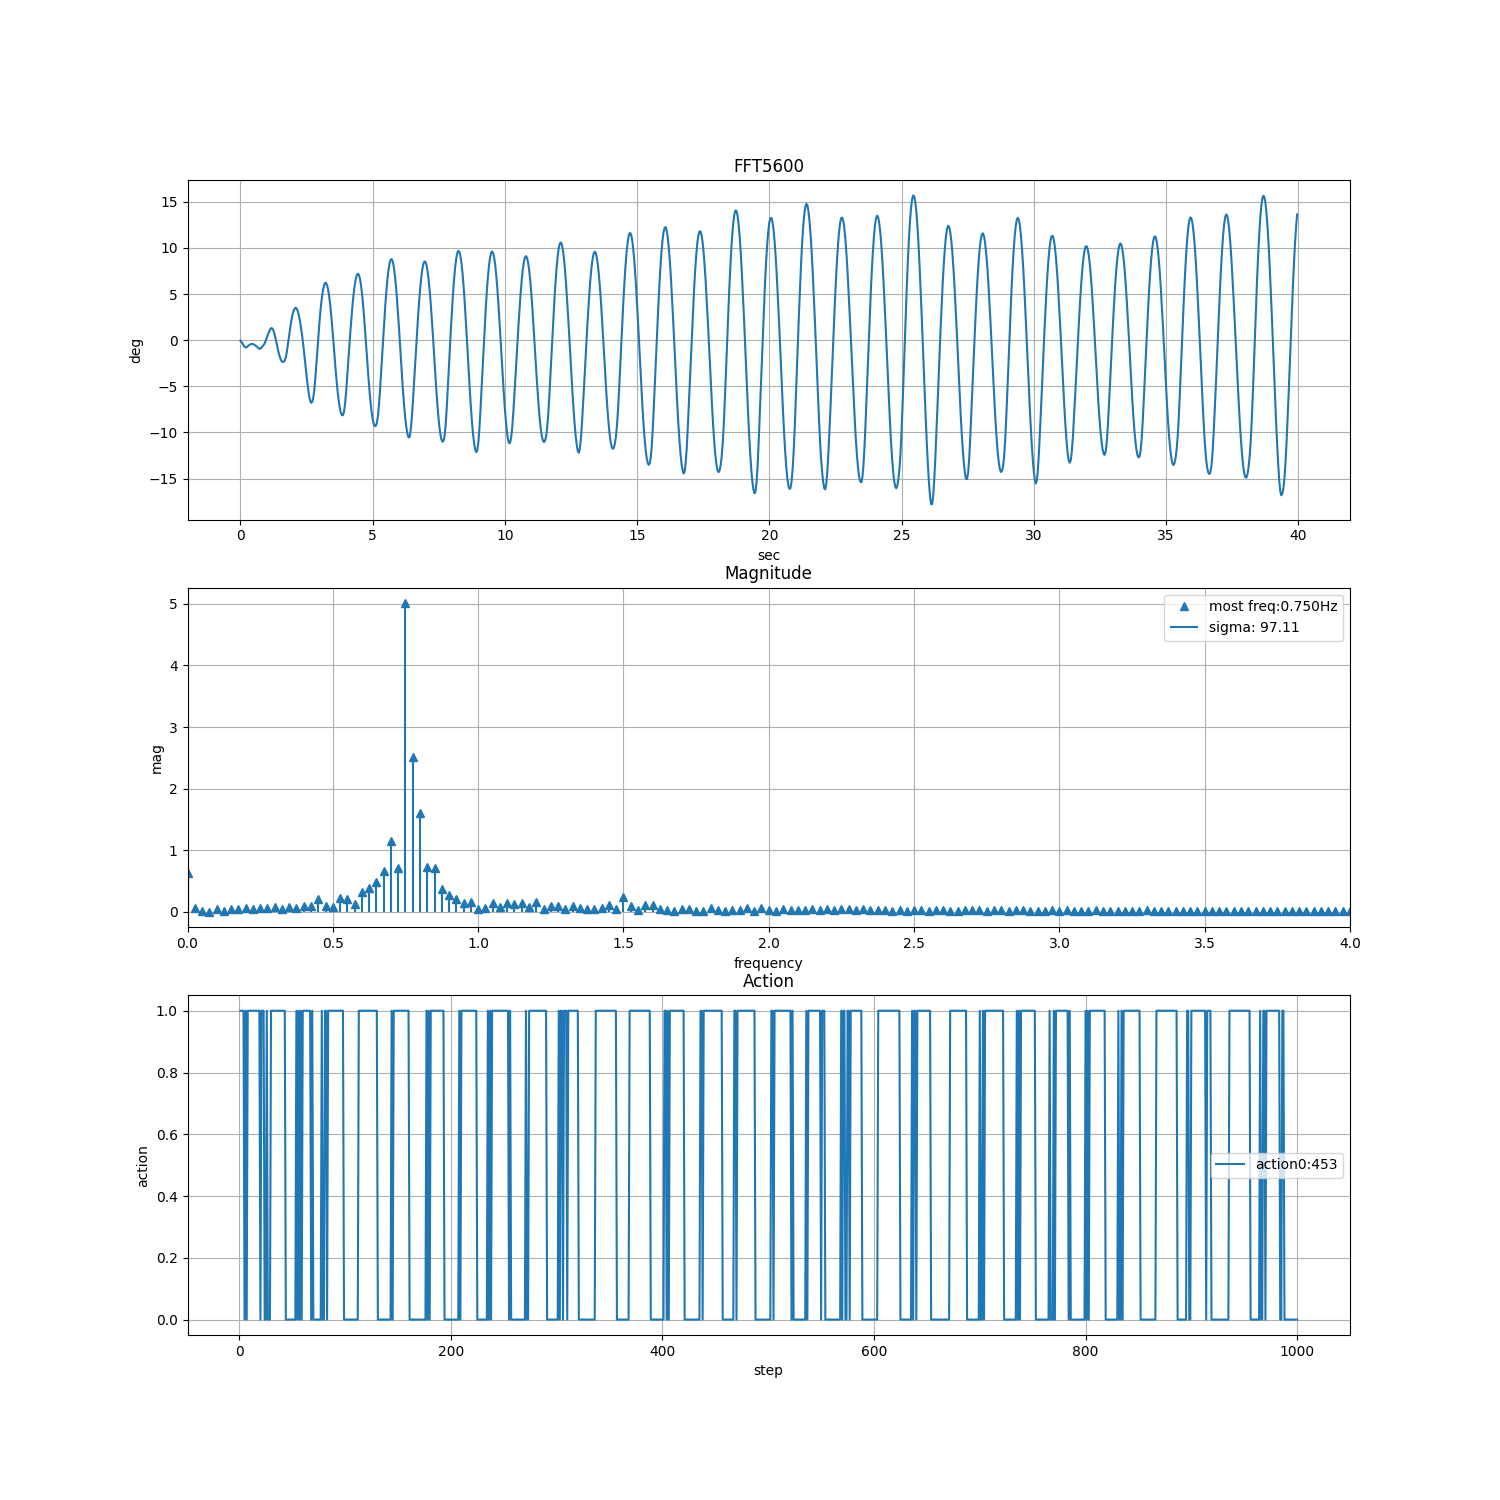 FFT5600
15
10
5
0
−5
−10
−15
deg
0 5 10 15 20 25 30 35 40
sec
Magnitude
5
4
3
2
1
0
mag
most freq:0.750Hz
sigma: 97.11
0.0 0.5 1.0 1.5 2.0 2.5 3.0 3.5 4.0
frequency
Action
1.0
0.8
0.6
0.4
0.2
0.0
action
action0:453
0 200 400 600 800 1000
step